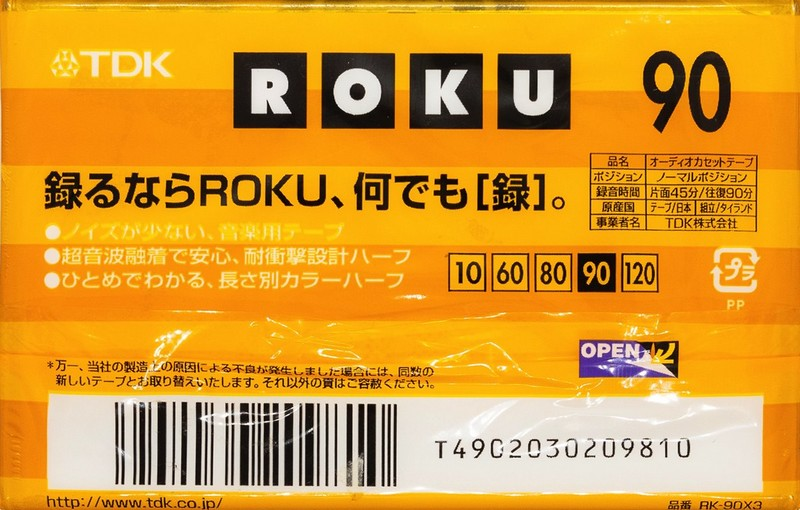 TDK
ROKU
90
録るならROKU、何でも[録]。
●ノイズが少ない、音楽用テープ
●超音波融着で安心、耐衝撃設計ハーフ
●ひとめでわかる、長さ別カラーハーフ
品名 オーディオカセットテープ
ポジション ノーマルポジション
録音時間 片面45分/往復90分
原産国 テープ/日本 組立/タイランド
事業者名 TDK株式会社
10 60 80 90 120
プラ
PP
OPEN
*万一、当社の製造上の原因による不良が発生しました場合には、同数の
新しいテープとお取り替えいたします。それ以外の責はご容赦ください。
T4902030209810
http://www.tdk.co.jp/
品番 RK-90X3